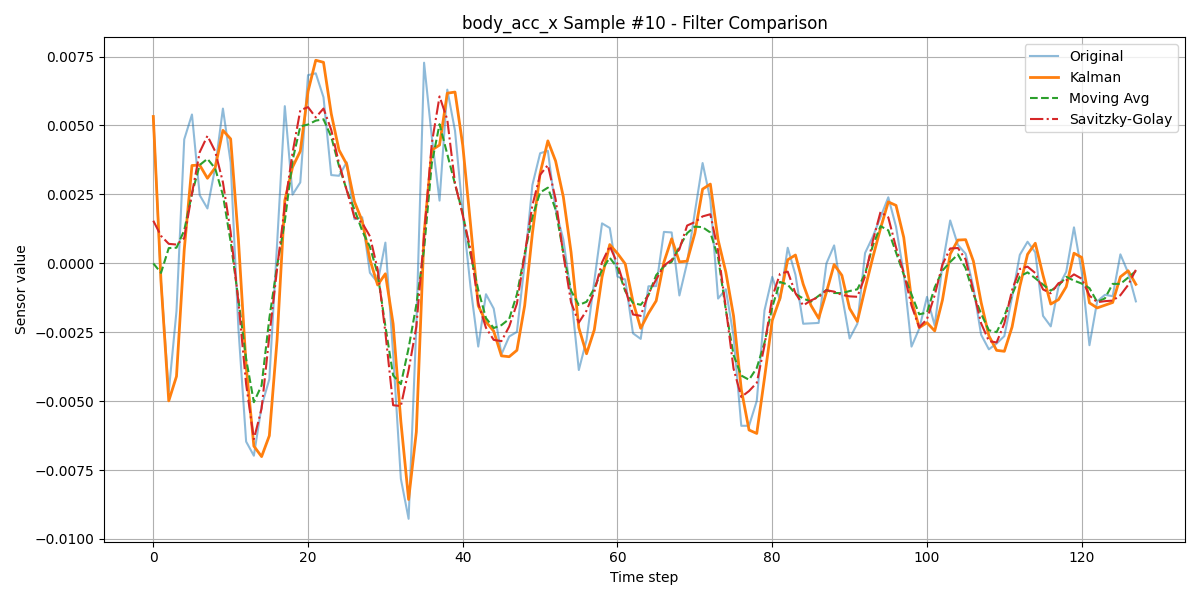 body_acc_x Sample #10 - Filter Comparison
Original
Kalman
Moving Avg
Savitzky-Golay
Sensor value
0.0075
0.0050
0.0025
0.0000
−0.0025
−0.0050
−0.0075
−0.0100
0 20 40 60 80 100 120
Time step